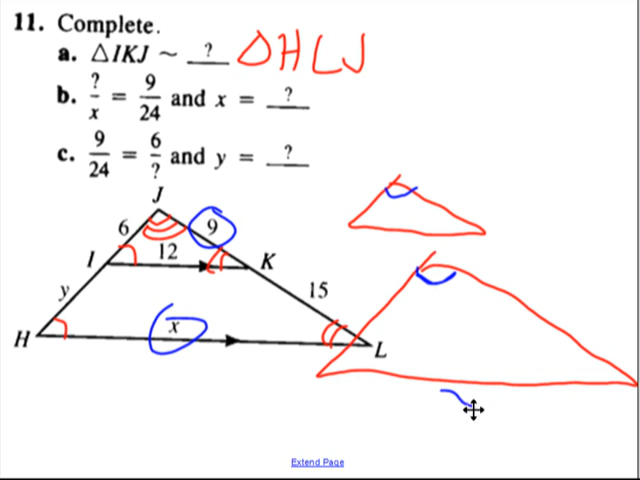 11. Complete.
a. △IKJ ~ ? △HLJ
b. ?/x = 9/24 and x = ?
c. 9/24 = 6/? and y = ?
J
6 9
I 12 K
y 15
H x L
Extend Page